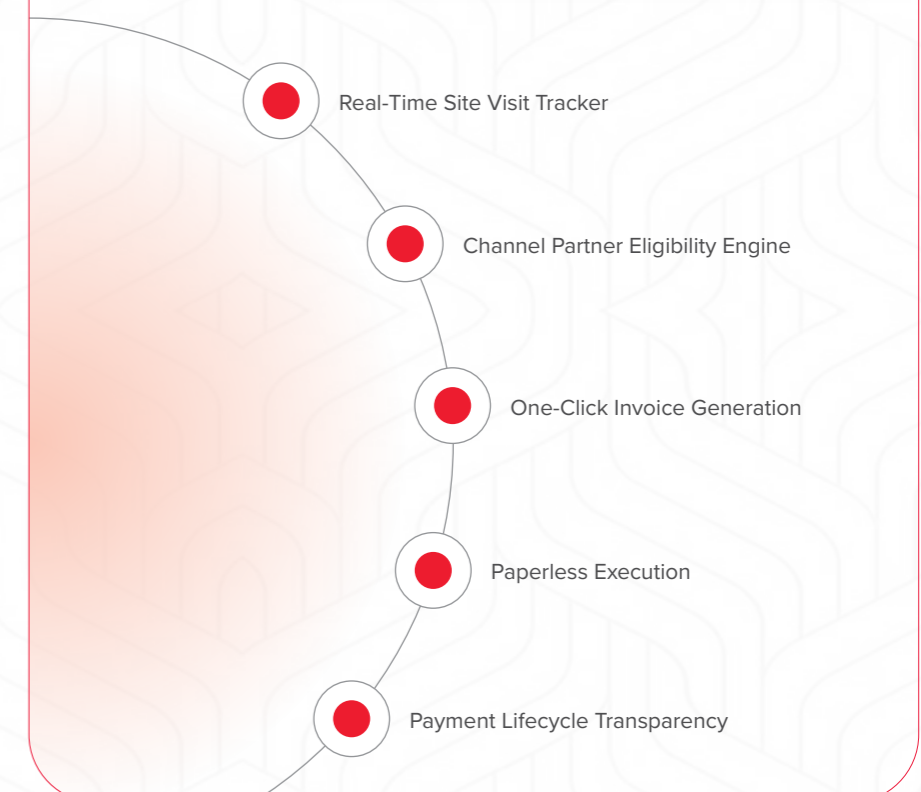 Real-Time Site Visit Tracker
Channel Partner Eligibility Engine
One-Click Invoice Generation
Paperless Execution
Payment Lifecycle Transparency